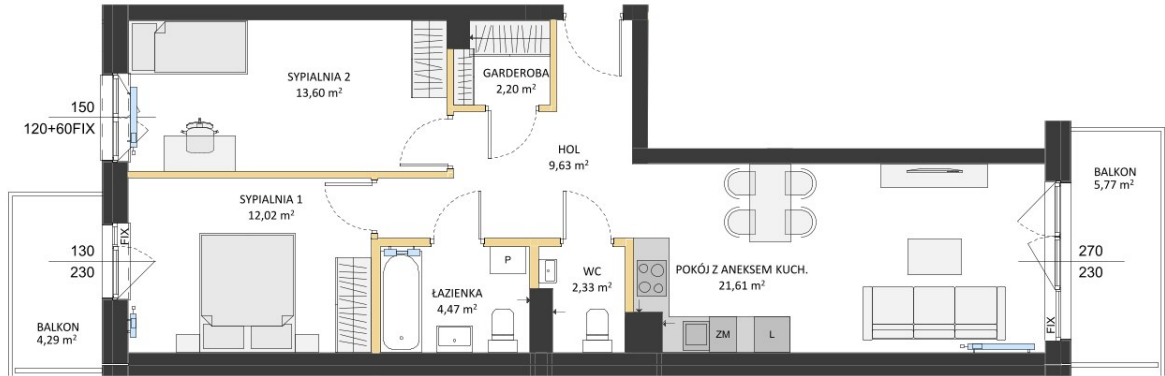 SYPIALNIA 2
13,60 m²
GARDEROBA
2,20 m²
150
120+60FIX
HOL
9,63 m²
BALKON
5,77 m²
SYPIALNIA 1
12,02 m²
FIX
130
230
P
ŁAZIENKA
4,47 m²
WC
2,33 m²
POKÓJ Z ANEKSEM KUCH.
21,61 m²
270
230
BALKON
4,29 m²
ZM
L
FIX